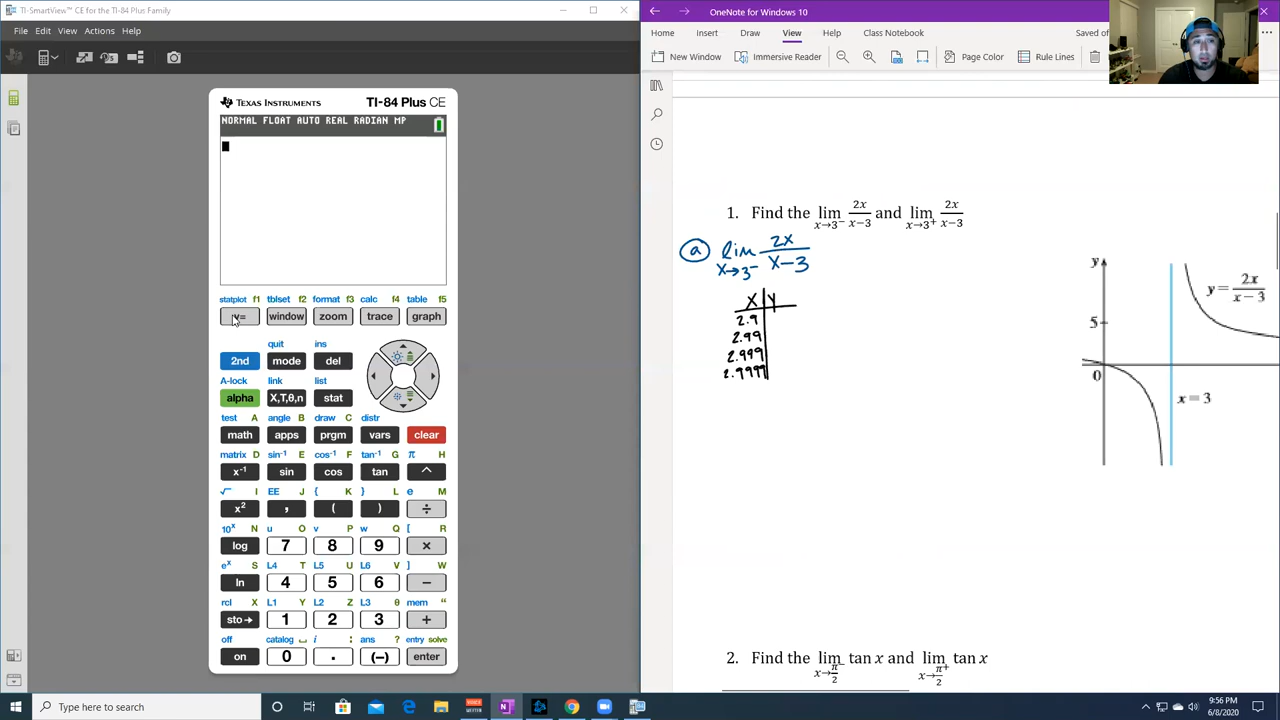 TI-SmartView™ CE for the TI-84 Plus Family
File Edit View Actions Help
TEXAS INSTRUMENTS TI-84 Plus CE
NORMAL FLOAT AUTO REAL RADIAN MP
statplot f1 tblset f2 format f3 calc f4 table f5
y= window zoom trace graph
quit ins
2nd mode del
A-lock link list
alpha X,T,θ,n stat
test A angle B draw C distr
math apps prgm vars clear
matrix D sin⁻¹ E cos⁻¹ F tan⁻¹ G π H
x⁻¹ sin cos tan ^
√ I EE J { K } L e M
x² , ( ) ÷
10ˣ N u O v P w Q [ R
log 7 8 9 ×
eˣ S L4 T L5 U L6 V ] W
ln 4 5 6 −
rcl X L1 Y L2 Z L3 θ mem “
sto→ 1 2 3 +
off catalog ⎵ i : ans ? entry solve
on 0 . (−) enter
OneNote for Windows 10
Home Insert Draw View Help Class Notebook Saved of
New Window Immersive Reader Page Color Rule Lines
1. Find the lim x→3⁻ 2x/x−3 and lim x→3⁺ 2x/x−3
a lim x→3⁻ 2x/x−3
X Y
2.9
2.99
2.999
2.9999
y
y = 2x/x − 3
5
0
x = 3
2. Find the lim x→π/2⁻ tan x and lim x→π/2⁺ tan x
Type here to search
9:56 PM
6/8/2020